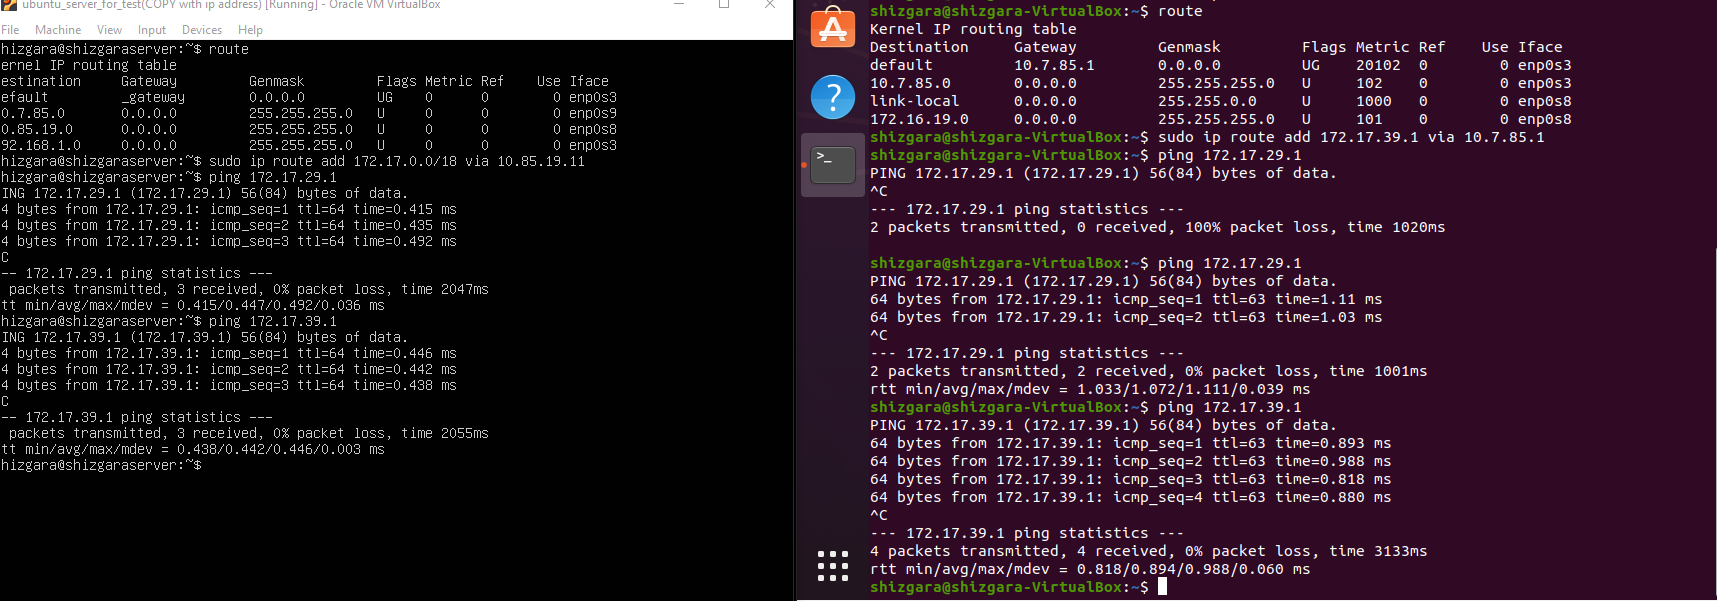 ubuntu_server_for_test(COPY with ip address) [Running] - Oracle VM VirtualBox
File Machine View Input Devices Help
hizgara@shizgaraserver:~$ route
ernel IP routing table
estination Gateway Genmask Flags Metric Ref Use Iface
efault _gateway 0.0.0.0 UG 0 0 0 enp0s3
0.7.85.0 0.0.0.0 255.255.255.0 U 0 0 0 enp0s9
0.85.19.0 0.0.0.0 255.255.255.0 U 0 0 0 enp0s8
92.168.1.0 0.0.0.0 255.255.255.0 U 0 0 0 enp0s3
hizgara@shizgaraserver:~$ sudo ip route add 172.17.0.0/18 via 10.85.19.11
hizgara@shizgaraserver:~$ ping 172.17.29.1
ING 172.17.29.1 (172.17.29.1) 56(84) bytes of data.
4 bytes from 172.17.29.1: icmp_seq=1 ttl=64 time=0.415 ms
4 bytes from 172.17.29.1: icmp_seq=2 ttl=64 time=0.435 ms
4 bytes from 172.17.29.1: icmp_seq=3 ttl=64 time=0.492 ms
C
-- 172.17.29.1 ping statistics ---
packets transmitted, 3 received, 0% packet loss, time 2047ms
tt min/avg/max/mdev = 0.415/0.447/0.492/0.036 ms
hizgara@shizgaraserver:~$ ping 172.17.39.1
ING 172.17.39.1 (172.17.39.1) 56(84) bytes of data.
4 bytes from 172.17.39.1: icmp_seq=1 ttl=64 time=0.446 ms
4 bytes from 172.17.39.1: icmp_seq=2 ttl=64 time=0.442 ms
4 bytes from 172.17.39.1: icmp_seq=3 ttl=64 time=0.438 ms
C
-- 172.17.39.1 ping statistics ---
packets transmitted, 3 received, 0% packet loss, time 2055ms
tt min/avg/max/mdev = 0.438/0.442/0.446/0.003 ms
hizgara@shizgaraserver:~$
shizgara@shizgara-VirtualBox:~$ route
Kernel IP routing table
Destination Gateway Genmask Flags Metric Ref Use Iface
default 10.7.85.1 0.0.0.0 UG 20102 0 0 enp0s3
10.7.85.0 0.0.0.0 255.255.255.0 U 102 0 0 enp0s3
link-local 0.0.0.0 255.255.0.0 U 1000 0 0 enp0s8
172.16.19.0 0.0.0.0 255.255.255.0 U 101 0 0 enp0s8
shizgara@shizgara-VirtualBox:~$ sudo ip route add 172.17.39.1 via 10.7.85.1
shizgara@shizgara-VirtualBox:~$ ping 172.17.29.1
PING 172.17.29.1 (172.17.29.1) 56(84) bytes of data.
^C
--- 172.17.29.1 ping statistics ---
2 packets transmitted, 0 received, 100% packet loss, time 1020ms
shizgara@shizgara-VirtualBox:~$ ping 172.17.29.1
PING 172.17.29.1 (172.17.29.1) 56(84) bytes of data.
64 bytes from 172.17.29.1: icmp_seq=1 ttl=63 time=1.11 ms
64 bytes from 172.17.29.1: icmp_seq=2 ttl=63 time=1.03 ms
^C
--- 172.17.29.1 ping statistics ---
2 packets transmitted, 2 received, 0% packet loss, time 1001ms
rtt min/avg/max/mdev = 1.033/1.072/1.111/0.039 ms
shizgara@shizgara-VirtualBox:~$ ping 172.17.39.1
PING 172.17.39.1 (172.17.39.1) 56(84) bytes of data.
64 bytes from 172.17.39.1: icmp_seq=1 ttl=63 time=0.893 ms
64 bytes from 172.17.39.1: icmp_seq=2 ttl=63 time=0.988 ms
64 bytes from 172.17.39.1: icmp_seq=3 ttl=63 time=0.818 ms
64 bytes from 172.17.39.1: icmp_seq=4 ttl=63 time=0.880 ms
^C
--- 172.17.39.1 ping statistics ---
4 packets transmitted, 4 received, 0% packet loss, time 3133ms
rtt min/avg/max/mdev = 0.818/0.894/0.988/0.060 ms
shizgara@shizgara-VirtualBox:~$